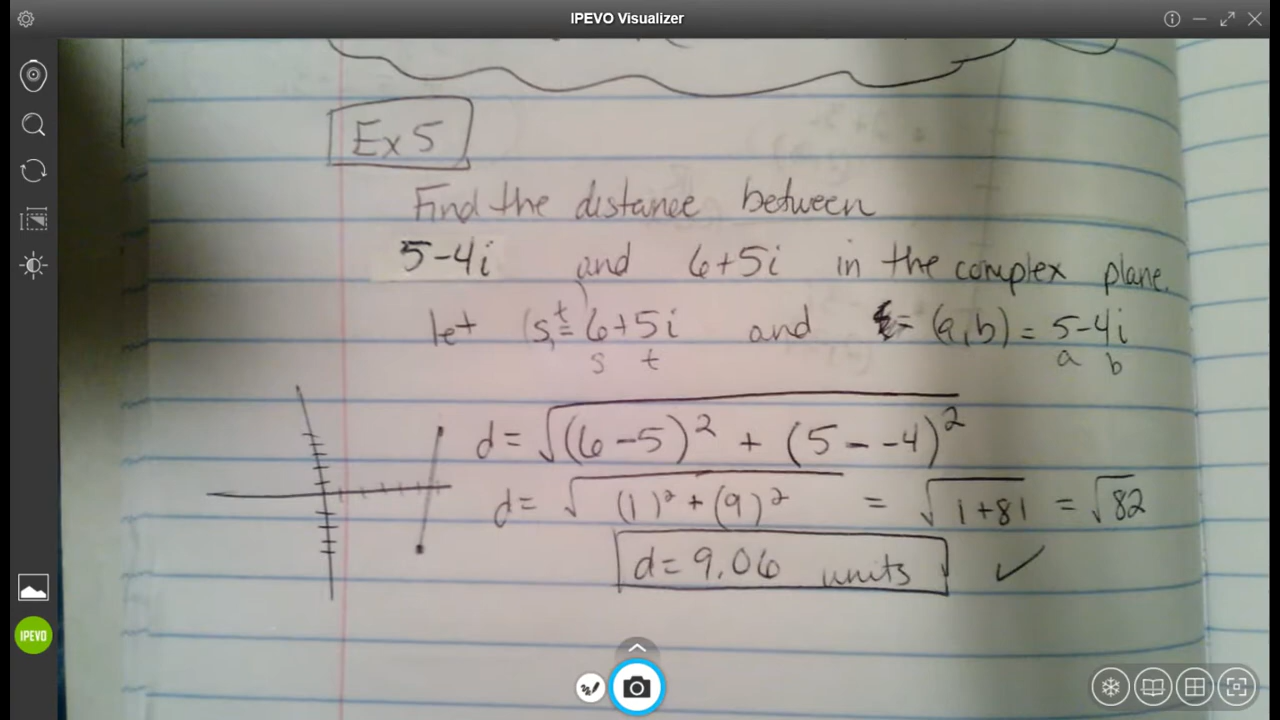 IPEVO Visualizer
Ex 5
Find the distance between
5-4i and 6+5i in the complex plane.
let (s,t = 6+5i and = (a,b) = 5-4i
s t a b
d = √(6-5)² + (5--4)²
d = √(1)² + (9)² = √1+81 = √82
d = 9.06 units ✓
IPEVO